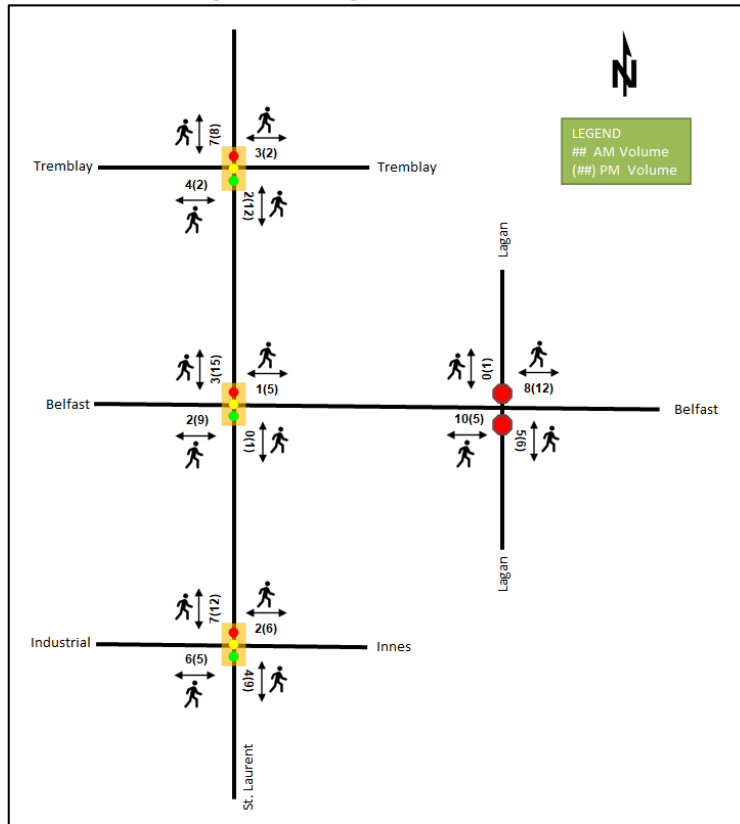 N
LEGEND
## AM Volume
(##) PM Volume
7(8)
3(2)
Tremblay
Tremblay
4(2)
2(12)
Lagan
3(15)
1(5)
0(1)
8(12)
Belfast
Belfast
2(9)
0(1)
10(5)
5(6)
Lagan
7(12)
2(6)
Industrial
Innes
6(5)
4(9)
St. Laurent